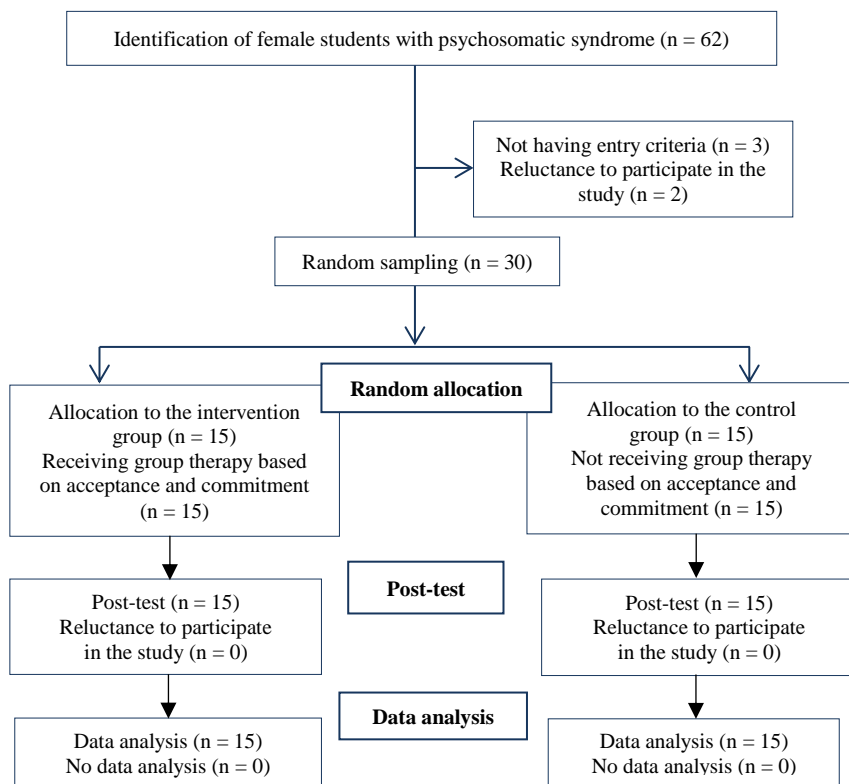 Identification of female students with psychosomatic syndrome (n = 62)
Not having entry criteria (n = 3)
Reluctance to participate in the
study (n = 2)
Random sampling (n = 30)
Random allocation
Allocation to the intervention
group (n = 15)
Receiving group therapy based
on acceptance and commitment
(n = 15)
Allocation to the control
group (n = 15)
Not receiving group therapy
based on acceptance and
commitment (n = 15)
Post-test
Post-test (n = 15)
Reluctance to participate
in the study (n = 0)
Post-test (n = 15)
Reluctance to participate
in the study (n = 0)
Data analysis
Data analysis (n = 15)
No data analysis (n = 0)
Data analysis (n = 15)
No data analysis (n = 0)